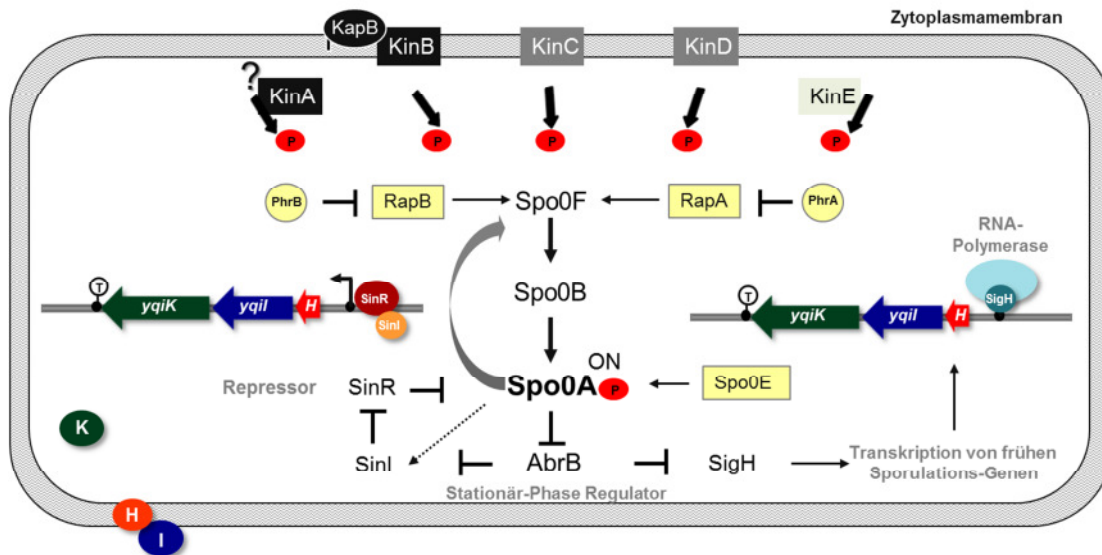 Zytoplasmamembran
KapB
KinB
KinC
KinD
?
KinA
KinE
P
P
P
P
P
PhrB
RapB
Spo0F
RapA
PhrA
RNA-
Polymerase
T
yqiK
yqiI
H
SinR
SinI
Spo0B
T
yqiK
yqiI
H
SigH
ON
Repressor
SinR
Spo0A
P
Spo0E
K
SinI
AbrB
SigH
Transkription von frühen
Sporulations-Genen
Stationär-Phase Regulator
H
I